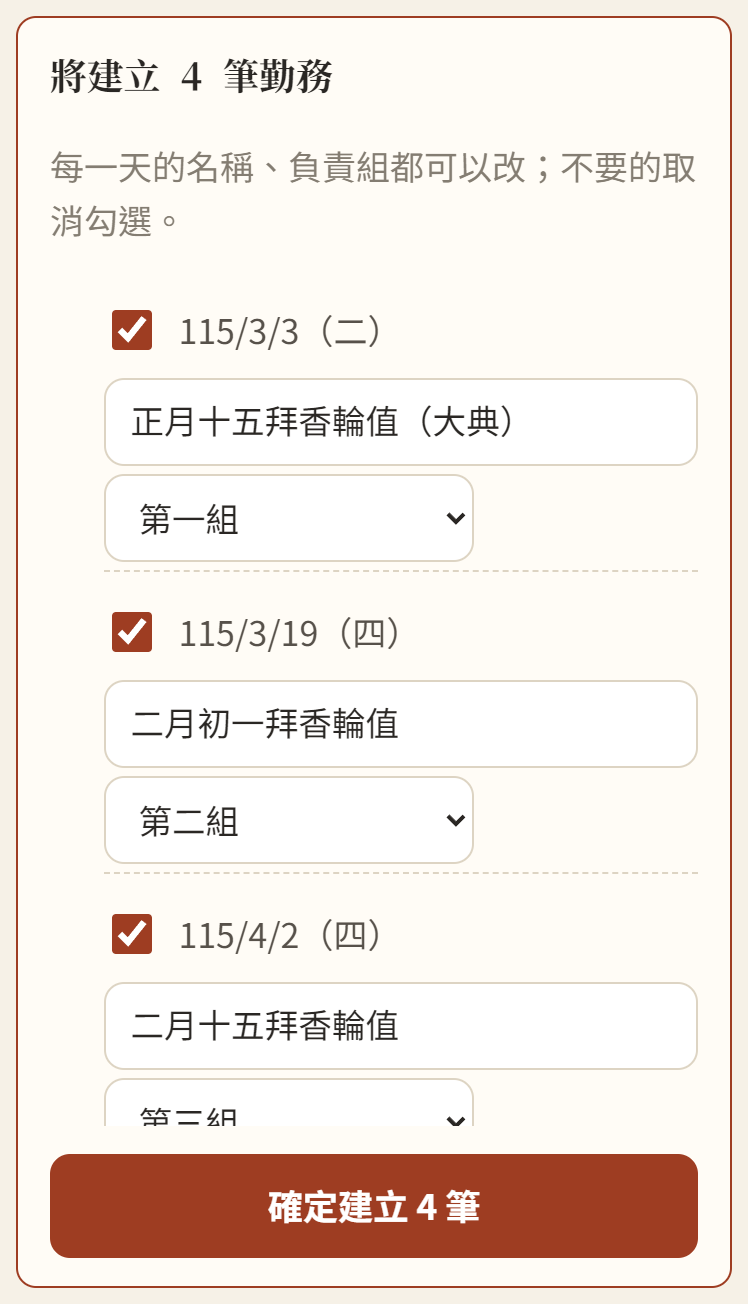 將建立 4 筆勤務
每一天的名稱、負責組都可以改；不要的取
消勾選。
115/3/3（二）
正月十五拜香輪值（大典）
第一組
115/3/19（四）
二月初一拜香輪值
第二組
115/4/2（四）
二月十五拜香輪值
第三組
確定建立 4 筆